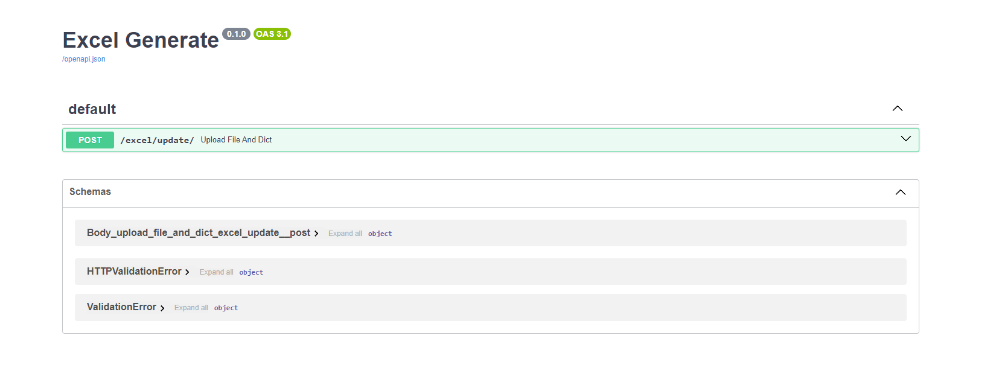 Excel Generate 0.1.0 OAS 3.1
/openapi.json
default
POST /excel/update/ Upload File And Dict
Schemas
Body_upload_file_and_dict_excel_update__post Expand all object
HTTPValidationError Expand all object
ValidationError Expand all object